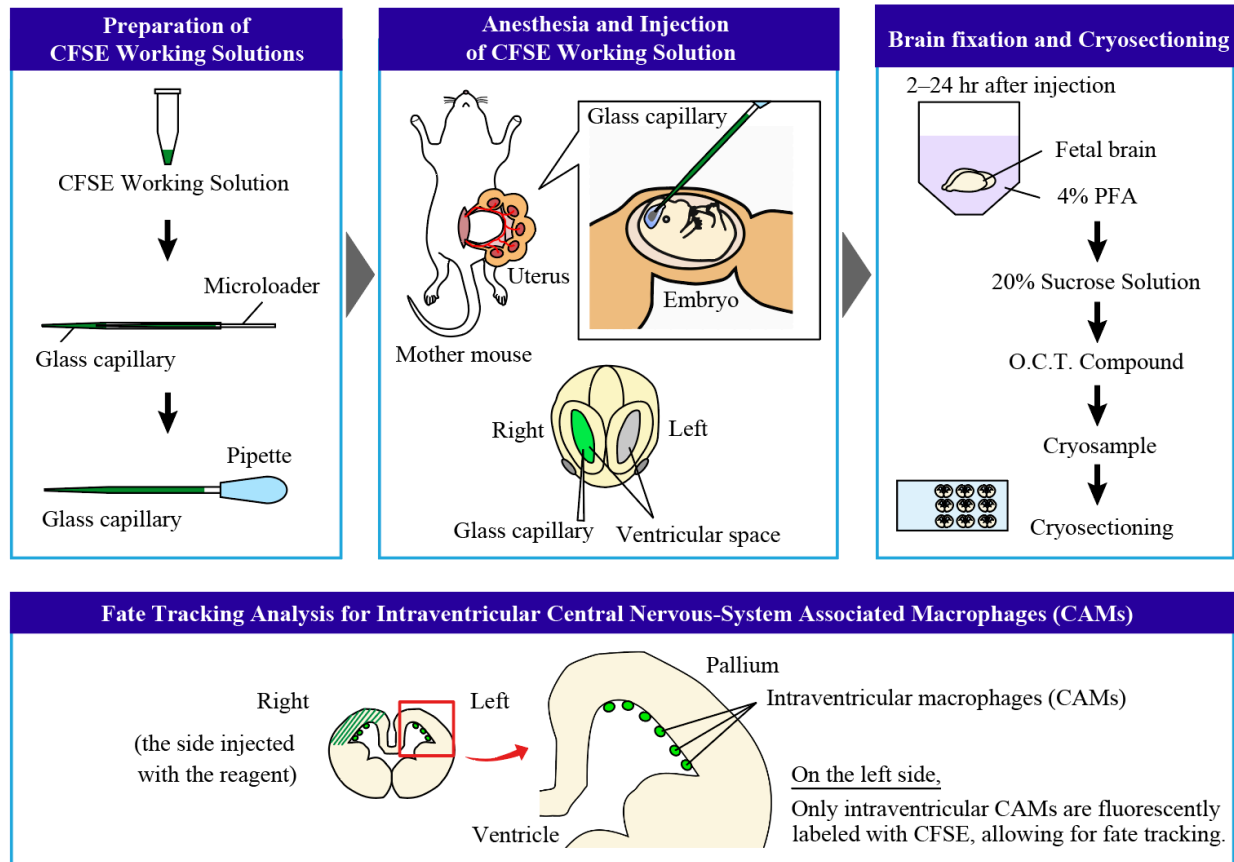 Preparation of
CFSE Working Solutions
CFSE Working Solution
Microloader
Glass capillary
Pipette
Glass capillary
Anesthesia and Injection
of CFSE Working Solution
Glass capillary
Uterus
Embryo
Mother mouse
Right
Left
Glass capillary
Ventricular space
Brain fixation and Cryosectioning
2–24 hr after injection
Fetal brain
4% PFA
20% Sucrose Solution
O.C.T. Compound
Cryosample
Cryosectioning
Fate Tracking Analysis for Intraventricular Central Nervous-System Associated Macrophages (CAMs)
Right
Left
(the side injected
with the reagent)
Pallium
Intraventricular macrophages (CAMs)
Ventricle
On the left side,
Only intraventricular CAMs are fluorescently
labeled with CFSE, allowing for fate tracking.